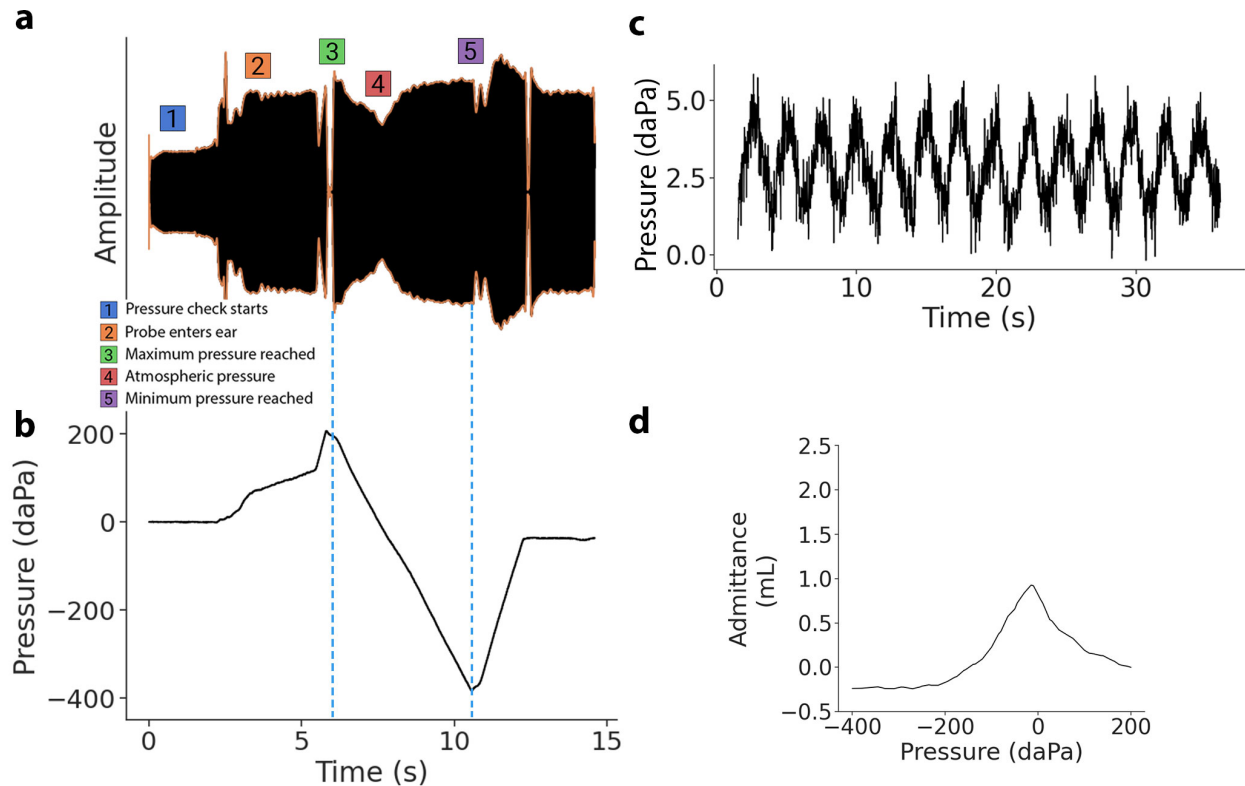 a
1
2
3
4
5
Amplitude
1 Pressure check starts
2 Probe enters ear
3 Maximum pressure reached
4 Atmospheric pressure
5 Minimum pressure reached
b
Pressure (daPa)
200
0
−200
−400
0 5 10 15
Time (s)
c
Pressure (daPa)
5.0
2.5
0.0
0 10 20 30
Time (s)
d
Admittance
(mL)
2.5
2.0
1.5
1.0
0.5
0.0
−0.5
−400 −200 0 200
Pressure (daPa)